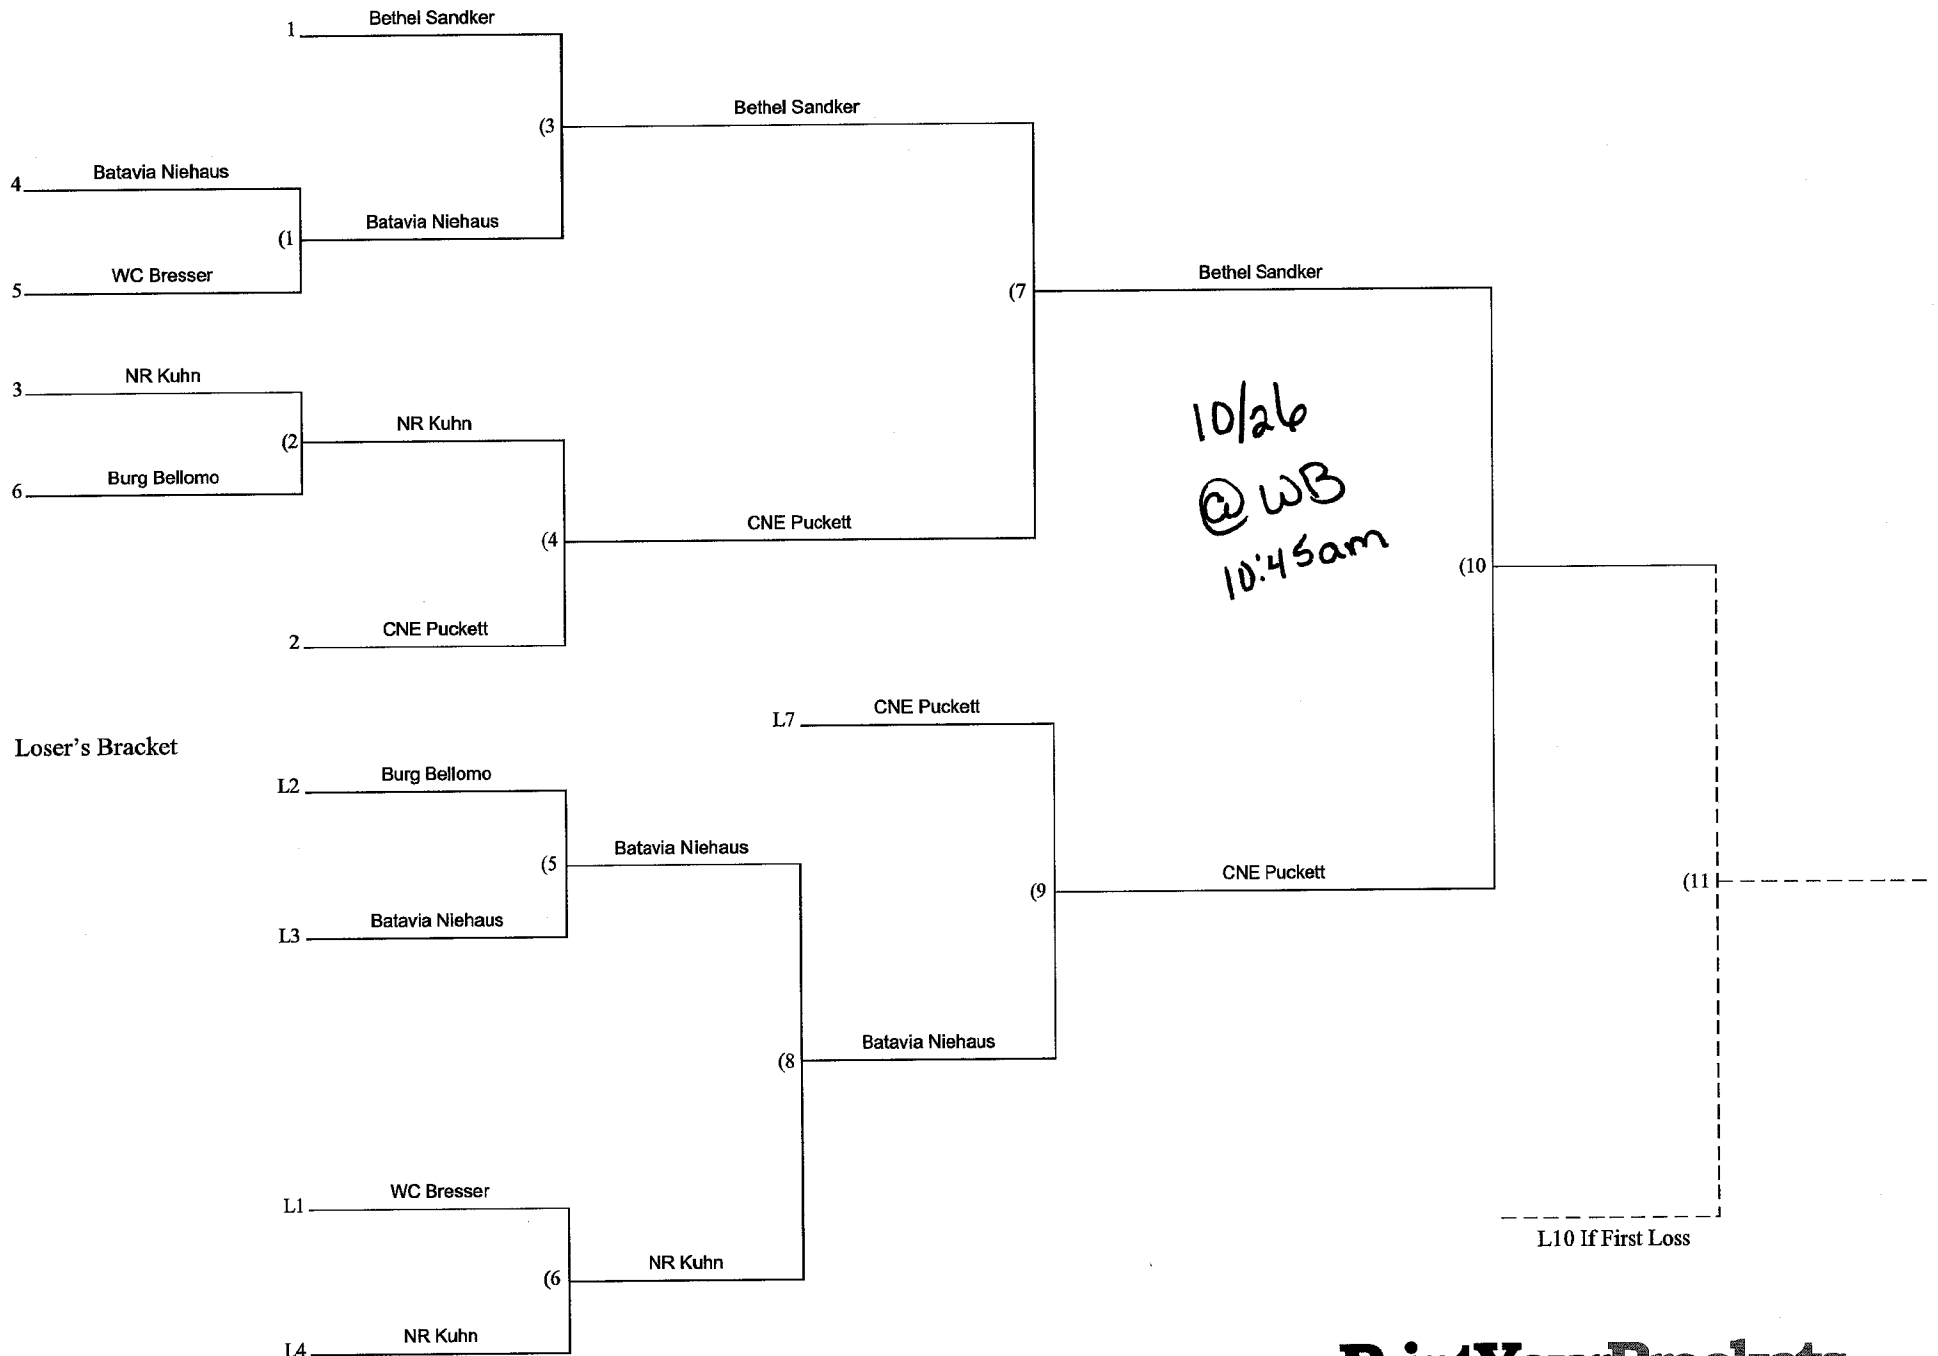 1 Bethel Sandker
(3 Bethel Sandker
4 Batavia Niehaus
(1 Batavia Niehaus
5 WC Bresser
(7 Bethel Sandker
3 NR Kuhn
(2 NR Kuhn
6 Burg Bellomo
(4 CNE Puckett
2 CNE Puckett
10/26
@ WB
10:45am
(10
Loser's Bracket
L7 CNE Puckett
L2 Burg Bellomo
(5 Batavia Niehaus
L3 Batavia Niehaus
(9 CNE Puckett
(11
(8 Batavia Niehaus
L1 WC Bresser
(6 NR Kuhn
L4 NR Kuhn
L10 If First Loss
PrintYourBrackets